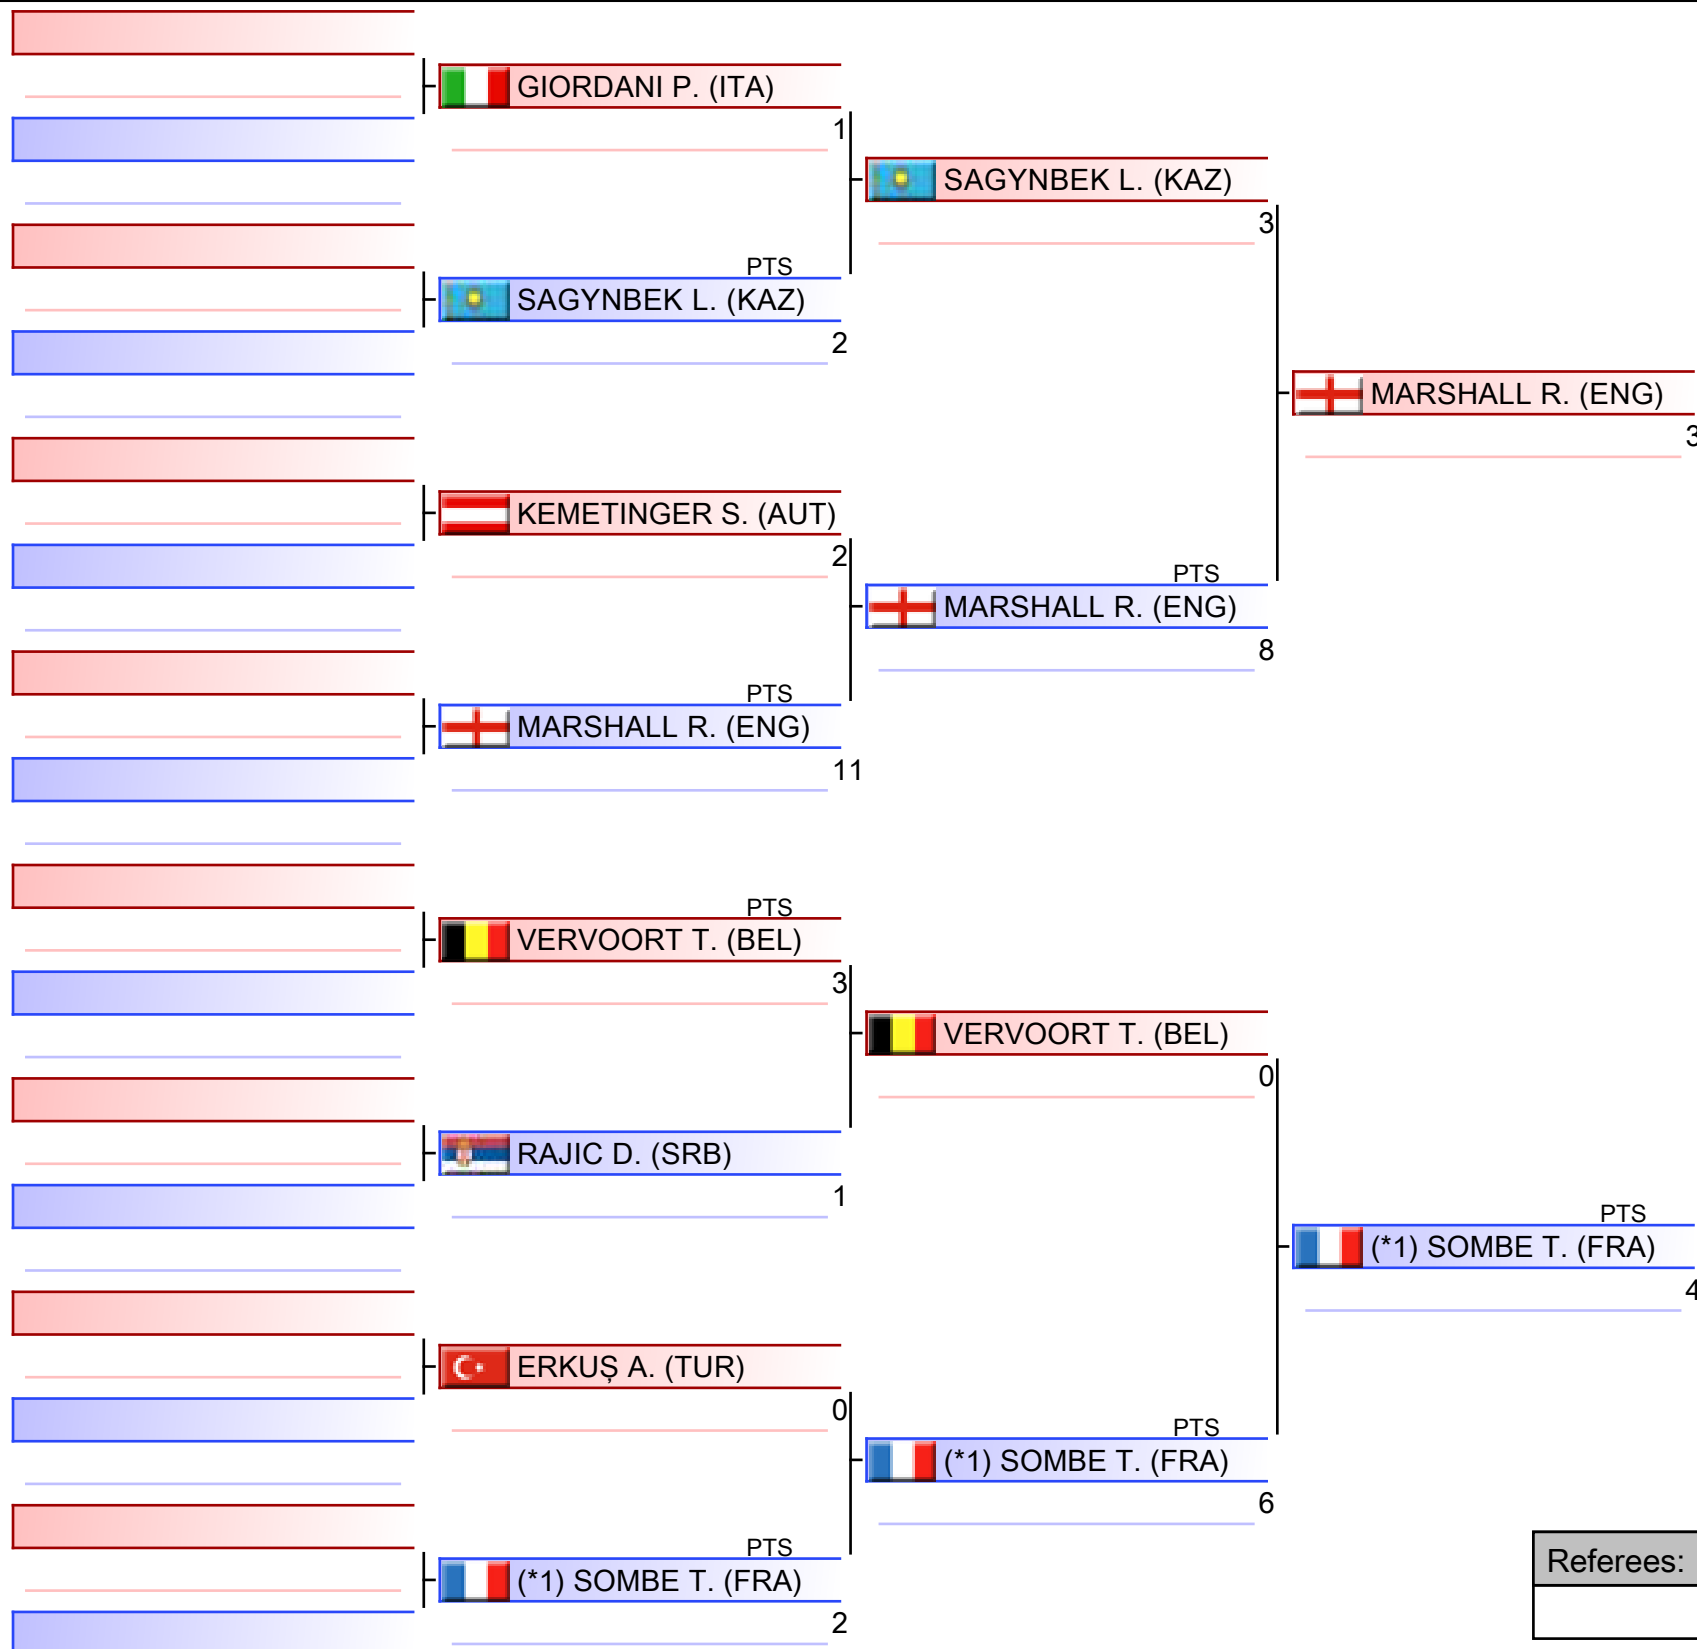 GIORDANI P. (ITA)
1
SAGYNBEK L. (KAZ)
3
PTS
SAGYNBEK L. (KAZ)
2
MARSHALL R. (ENG)
3
KEMETINGER S. (AUT)
2
PTS
MARSHALL R. (ENG)
8
PTS
MARSHALL R. (ENG)
11
PTS
VERVOORT T. (BEL)
3
VERVOORT T. (BEL)
0
RAJIC D. (SRB)
1
PTS
(*1) SOMBE T. (FRA)
4
ERKUŞ A. (TUR)
0
PTS
(*1) SOMBE T. (FRA)
6
PTS
(*1) SOMBE T. (FRA)
2
Referees: